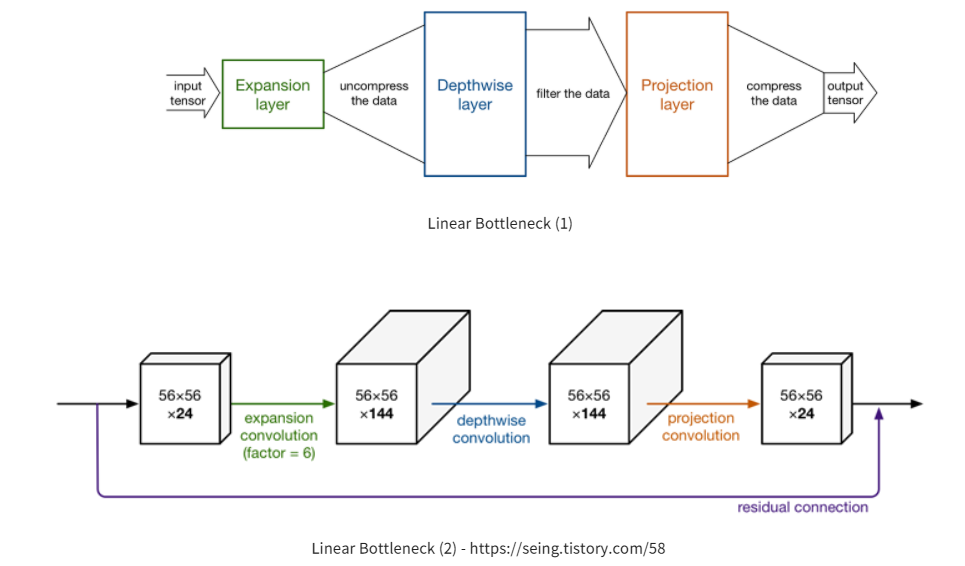 input
tensor
Expansion
layer
uncompress
the data
Depthwise
layer
filter the data
Projection
layer
compress
the data
output
tensor
Linear Bottleneck (1)
56×56
×24
expansion
convolution
(factor = 6)
56×56
×144
depthwise
convolution
56×56
×144
projection
convolution
56×56
×24
residual connection
Linear Bottleneck (2) - https://seing.tistory.com/58